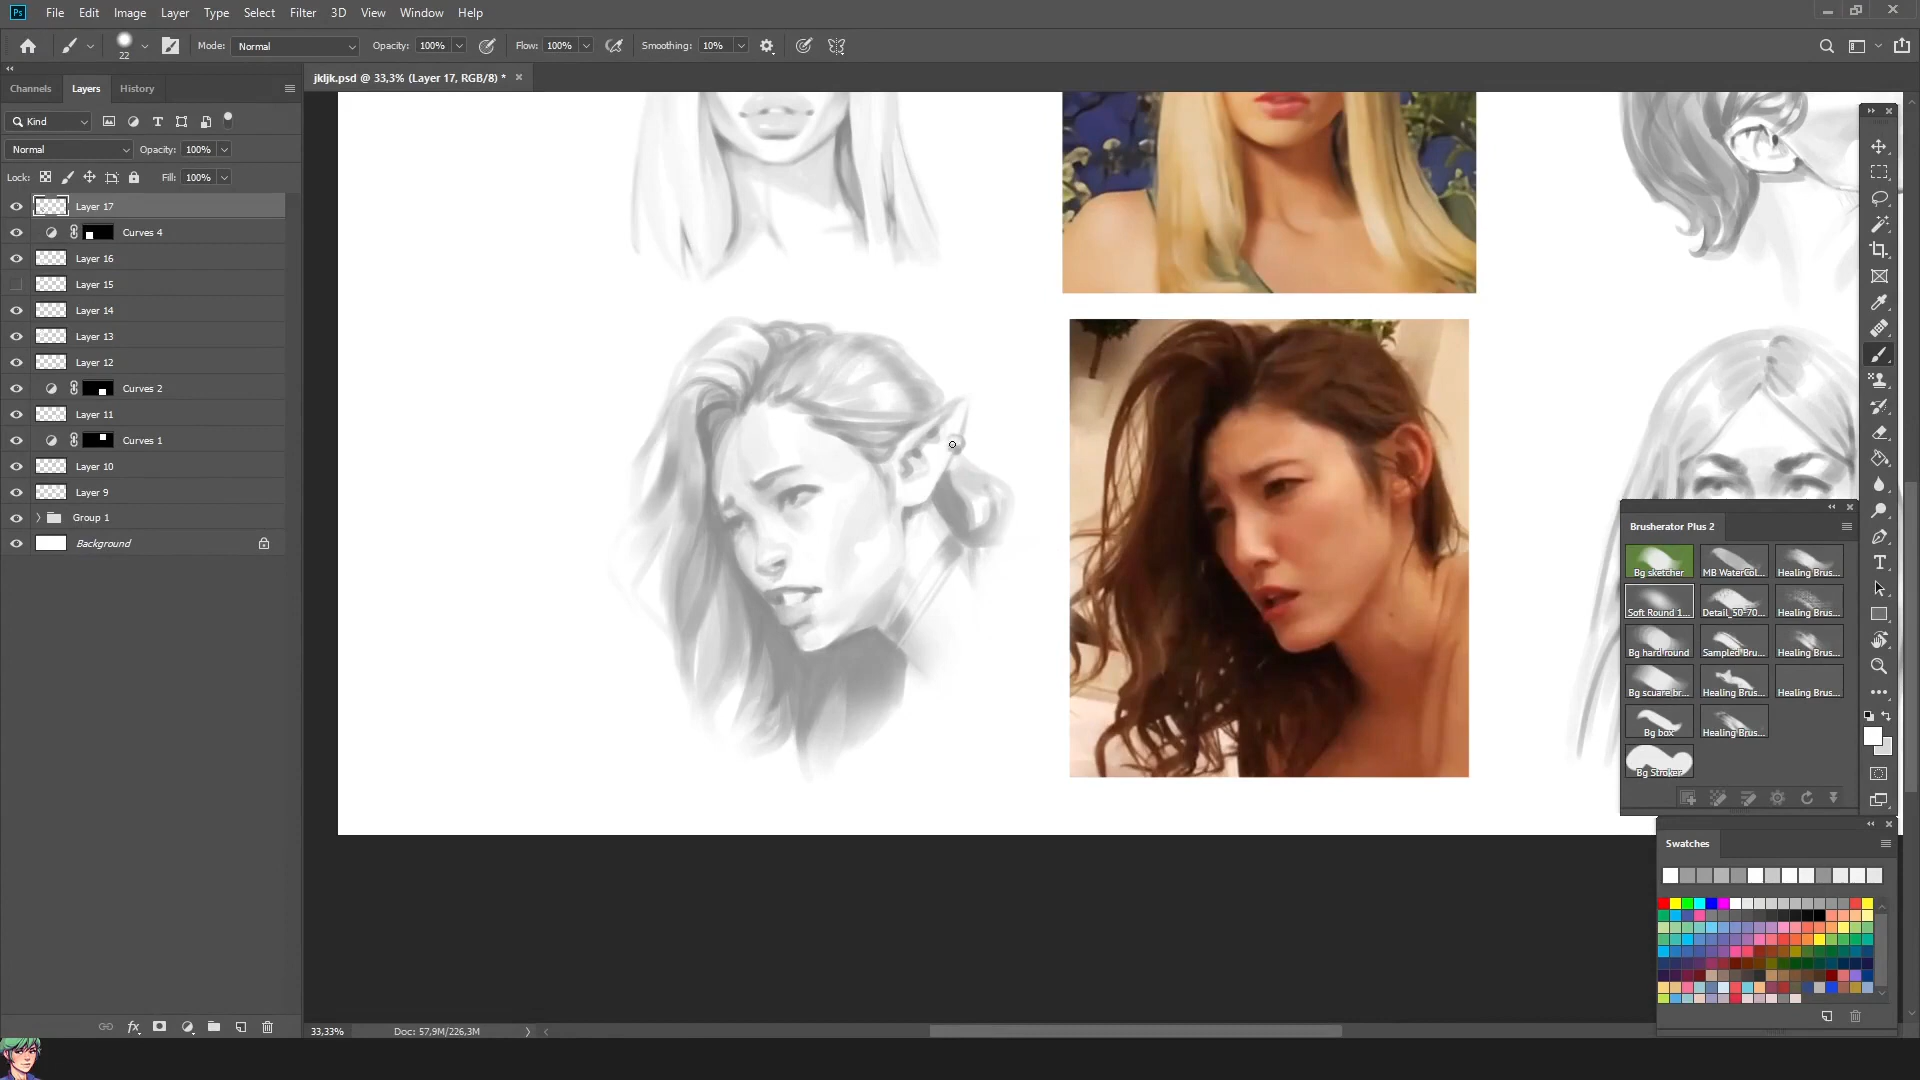 Ps File Edit Image Layer Type Select Filter 3D View Window Help
22 Mode: Normal Opacity: 100% Flow: 100% Smoothing: 10%
jkljk.psd @ 33,3% (Layer 17, RGB/8) *
Channels Layers History
Kind
Normal Opacity: 100%
Lock: Fill: 100%
Layer 17
Curves 4
Layer 16
Layer 15
Layer 14
Layer 13
Layer 12
Curves 2
Layer 11
Curves 1
Layer 10
Layer 9
Group 1
Background
fx
33,33% Doc: 57,9M/226,3M
Brusherator Plus 2
Bg sketcher MB WaterCol... Healing Brus...
Soft Round 1... Detail_50-70... Healing Brus...
Bg hard round Sampled Bru... Healing Brus...
Bg scuare br... Healing Brus... Healing Brus...
Bg box Healing Brus...
Bg Stroker
Swatches